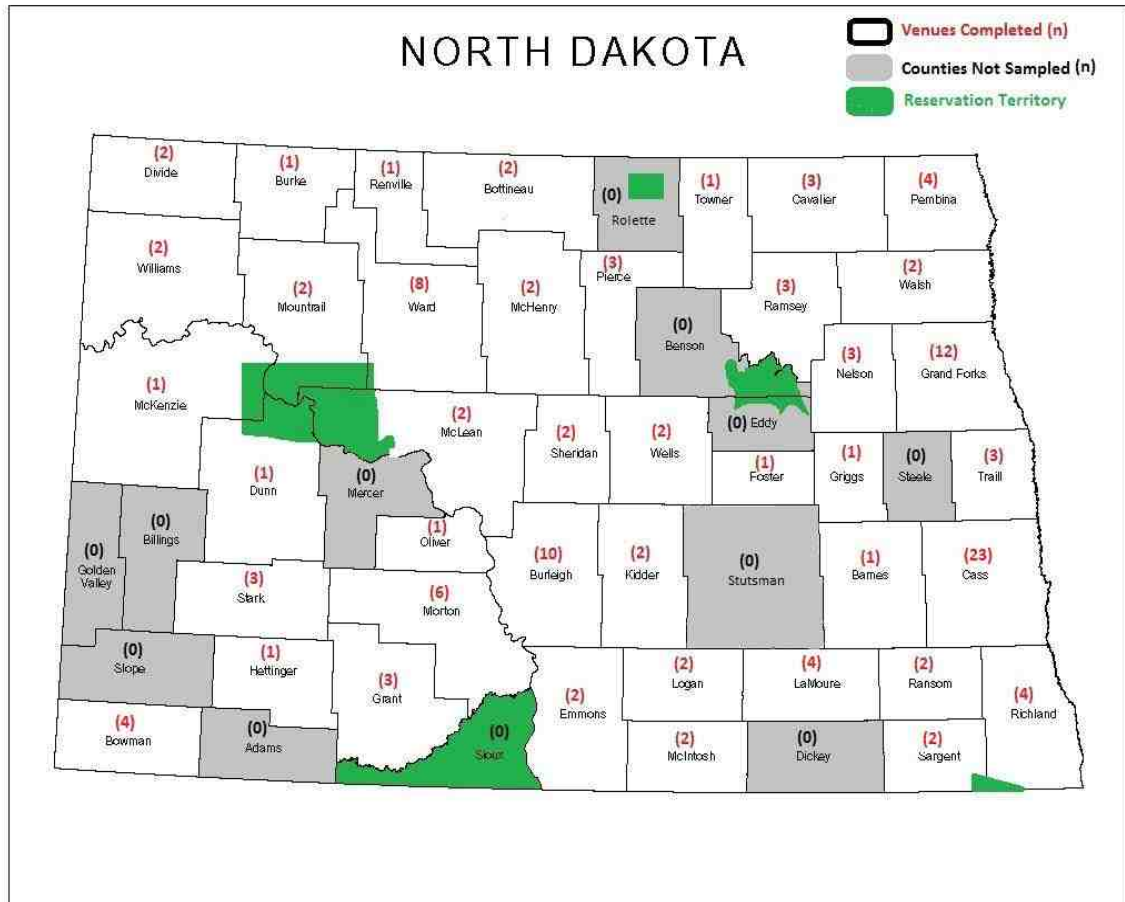 NORTH DAKOTA
Venues Completed (n)
Counties Not Sampled (n)
Reservation Territory
(2)
Divide
(1)
Burke
(1)
Renville
(2)
Bottineau
(0)
Rolette
(1)
Towner
(3)
Cavalier
(4)
Pembina
(2)
Williams
(2)
Mountrail
(8)
Ward
(2)
McHenry
(3)
Pierce
(0)
Benson
(3)
Ramsey
(2)
Walsh
(3)
Nelson
(12)
Grand Forks
(1)
McKenzie
(1)
Dunn
(0)
Mercer
(2)
McLean
(2)
Sheridan
(2)
Wells
(0) Eddy
(1)
Foster
(1)
Griggs
(0)
Steele
(3)
Traill
(0)
Golden
Valley
(0)
Billings
(3)
Stark
(1)
Oliver
(6)
Morton
(10)
Burleigh
(2)
Kidder
(0)
Stutsman
(1)
Barnes
(23)
Cass
(0)
Slope
(1)
Hettinger
(3)
Grant
(2)
Emmons
(2)
Logan
(4)
LaMoure
(2)
Ransom
(4)
Richland
(4)
Bowman
(0)
Adams
(0)
Sioux
(2)
McIntosh
(0)
Dickey
(2)
Sargent